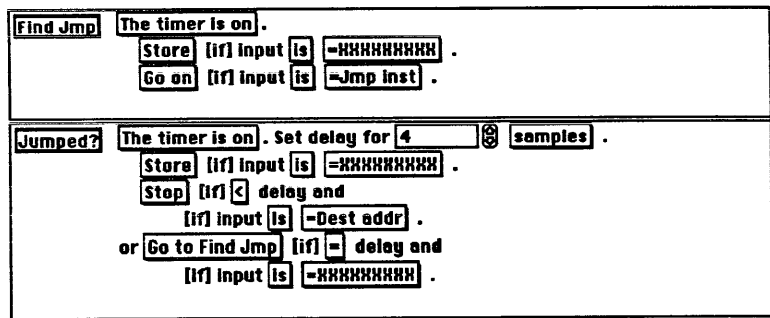 Find Jmp The timer is on.
Store [if] input is =XXXXXXXXX .
Go on [if] input is =Jmp inst .
Jumped? The timer is on. Set delay for 4 samples .
Store [if] input is =XXXXXXXXX .
Stop [if] < delay and
[if] input is =Dest addr .
or Go to Find Jmp [if] = delay and
[if] input is =XXXXXXXXX .